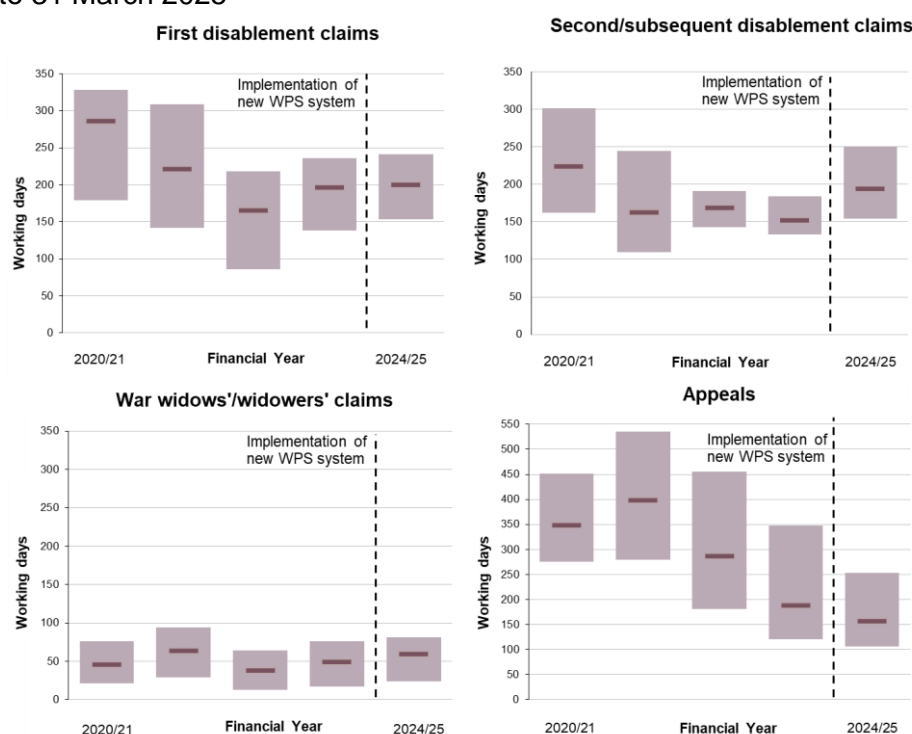 to 31 March 2025
First disablement claims
Implementation of
new WPS system
350
300
250
200
150
100
50
0
Working days
2020/21
Financial Year
2024/25
Second/subsequent disablement claims
Implementation of
new WPS system
350
300
250
200
150
100
50
0
Working days
2020/21
Financial Year
2024/25
War widows'/widowers' claims
Implementation of
new WPS system
350
300
250
200
150
100
50
0
Working days
2020/21
Financial Year
2024/25
Appeals
Implementation of
new WPS system
550
500
450
400
350
300
250
200
150
100
50
0
Working days
2020/21
Financial Year
2024/25